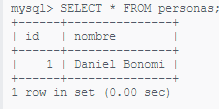 mysql> SELECT * FROM personas;
+------+---------------+
| id   | nombre        |
+------+---------------+
|    1 | Daniel Bonomi |
+------+---------------+
1 row in set (0.00 sec)